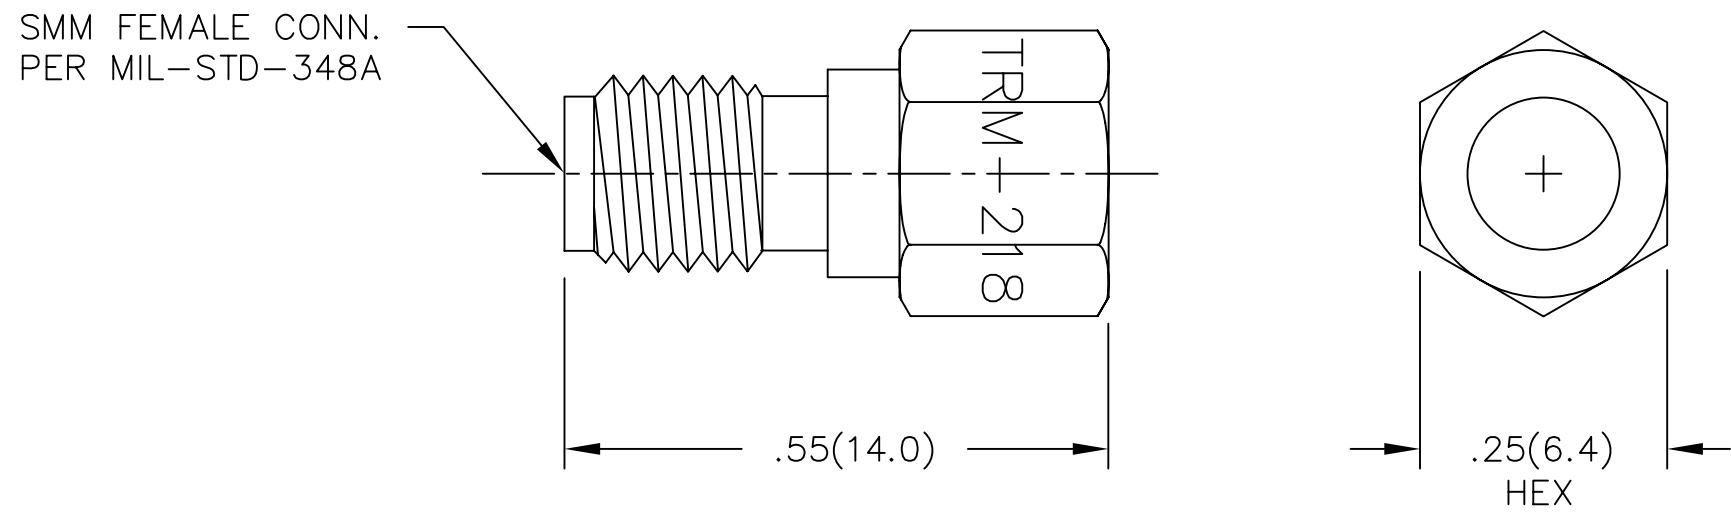 SMM FEMALE CONN.
PER MIL-STD-348A
TRM-218
.55(14.0)
.25(6.4)
HEX